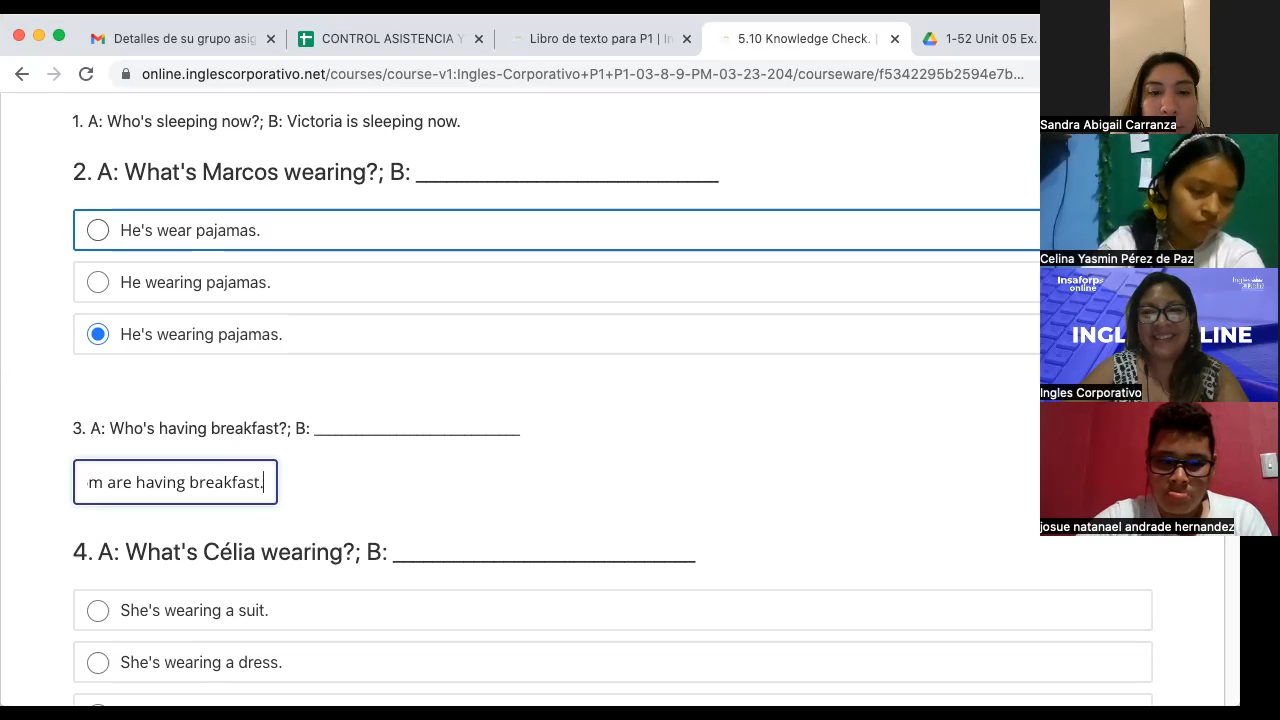 Detalles de su grupo asig
CONTROL ASISTENCIA Y
Libro de texto para P1 | In
5.10 Knowledge Check. |
1-52 Unit 05 Ex.
online.inglescorporativo.net/courses/course-v1:Ingles-Corporativo+P1+P1-03-8-9-PM-03-23-204/courseware/f5342295b2594e7b...
1. A: Who's sleeping now?; B: Victoria is sleeping now.
2. A: What's Marcos wearing?; B: ______________________________
He's wear pajamas.
He wearing pajamas.
He's wearing pajamas.
3. A: Who's having breakfast?; B: _________________________
m are having breakfast.
4. A: What's Célia wearing?; B: ______________________________
She's wearing a suit.
She's wearing a dress.
Sandra Abigail Carranza
Celina Yasmin Pérez de Paz
Insaforp
online
INGL LINE
Ingles Corporativo
josue natanael andrade hernandez